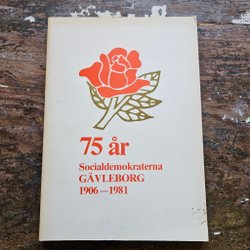 75 år
Socialdemokraterna
GÄVLEBORG
1906—1981